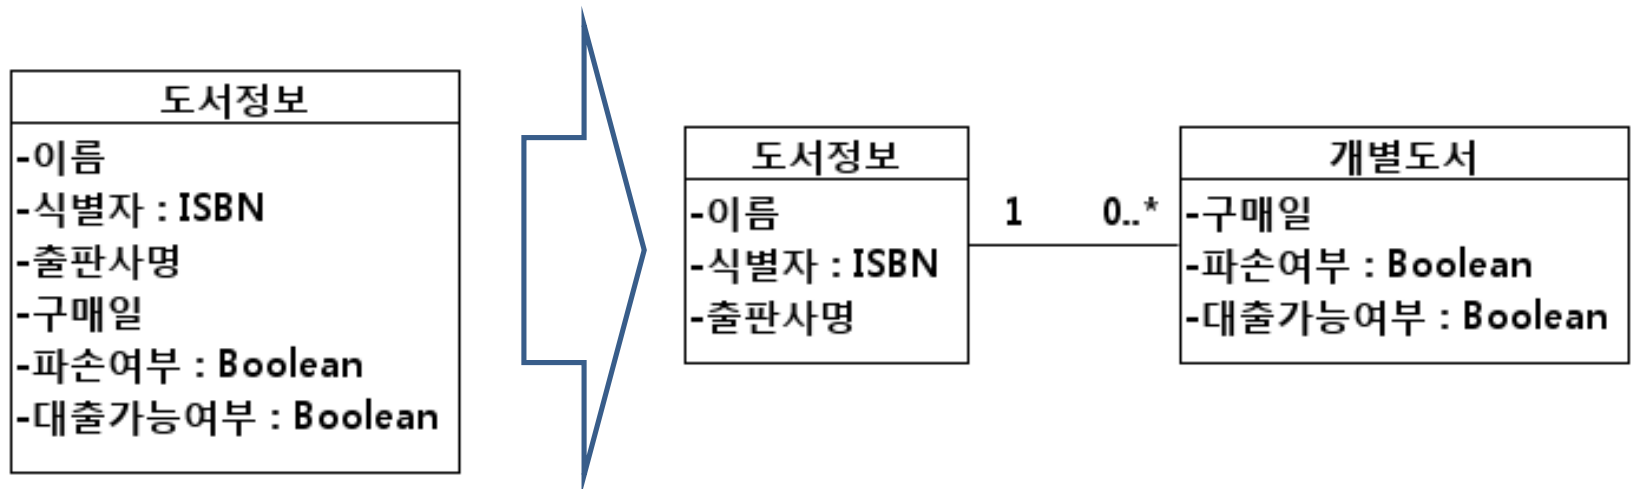 도서정보
-이름
-식별자 : ISBN
-출판사명
-구매일
-파손여부 : Boolean
-대출가능여부 : Boolean
도서정보
-이름
-식별자 : ISBN
-출판사명
1 0..*
개별도서
-구매일
-파손여부 : Boolean
-대출가능여부 : Boolean